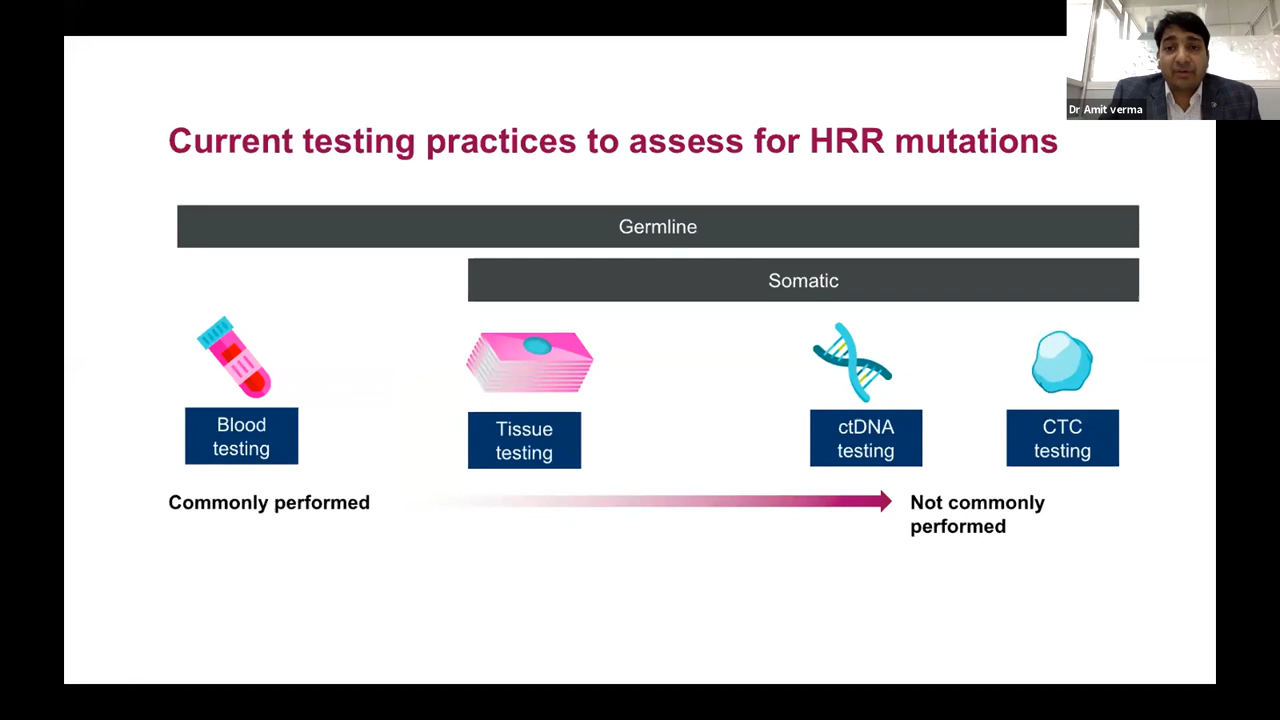 Dr Amit verma
Current testing practices to assess for HRR mutations
Germline
Somatic
Blood
testing
Tissue
testing
ctDNA
testing
CTC
testing
Commonly performed
Not commonly
performed